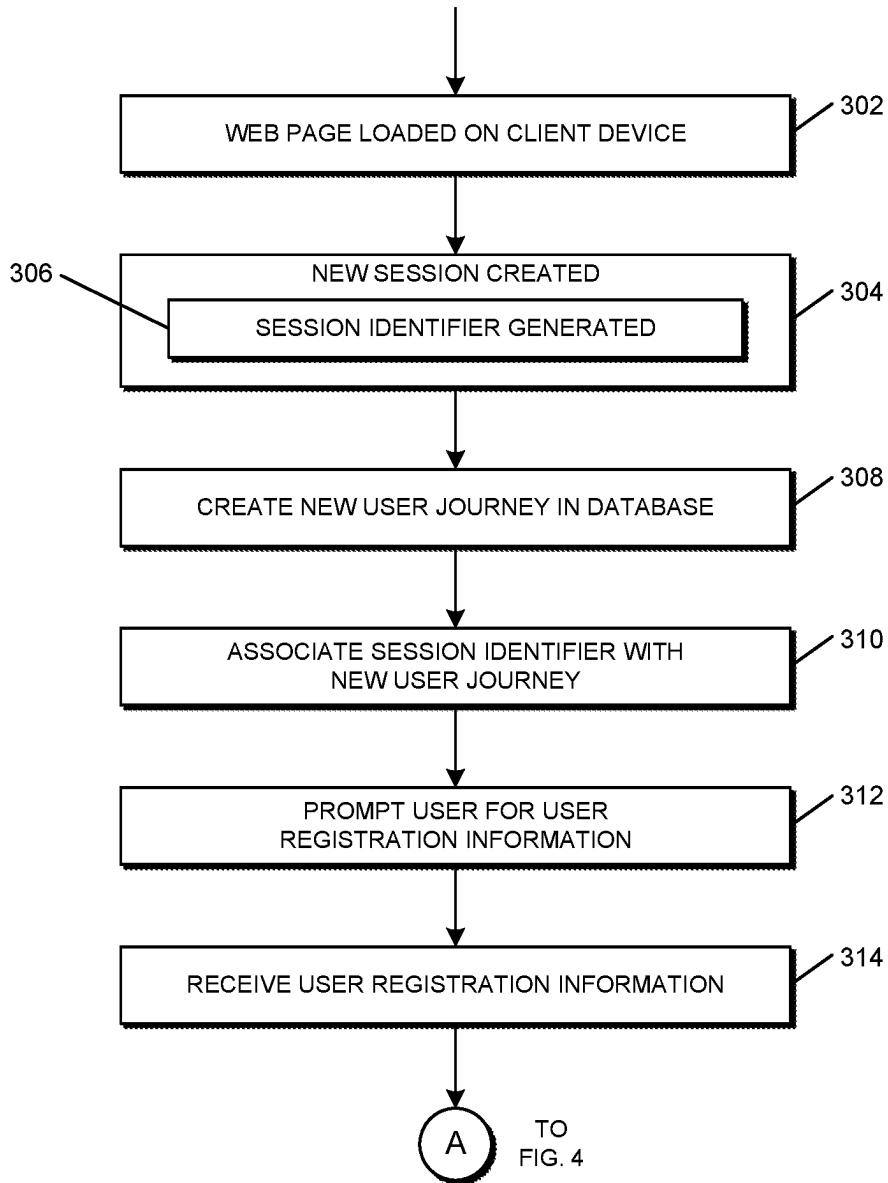 WEB PAGE LOADED ON CLIENT DEVICE
302
NEW SESSION CREATED
306
SESSION IDENTIFIER GENERATED
304
CREATE NEW USER JOURNEY IN DATABASE
308
ASSOCIATE SESSION IDENTIFIER WITH
NEW USER JOURNEY
310
PROMPT USER FOR USER
REGISTRATION INFORMATION
312
RECEIVE USER REGISTRATION INFORMATION
314
A
TO
FIG. 4